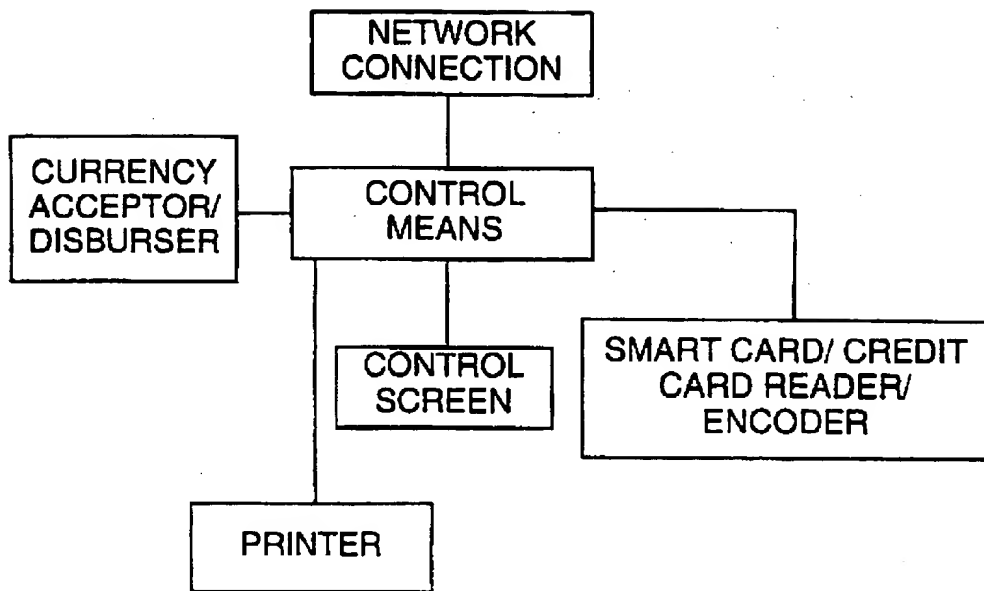 NETWORK
CONNECTION
CURRENCY
ACCEPTOR/
DISBURSER
CONTROL
MEANS
CONTROL
SCREEN
SMART CARD/ CREDIT
CARD READER/
ENCODER
PRINTER